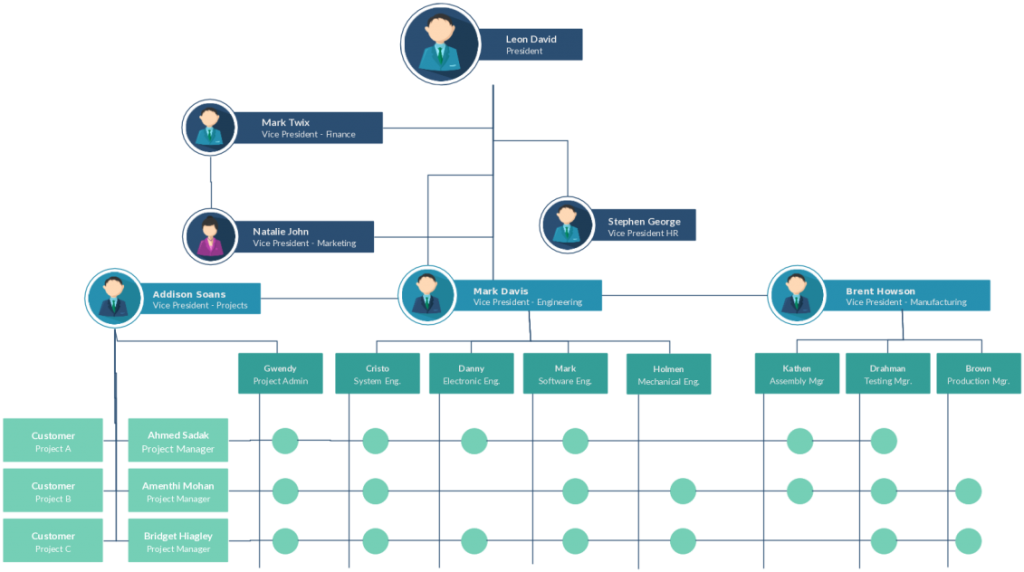 Leon David
President
Mark Twix
Vice President - Finance
Natalie John
Vice President - Marketing
Stephen George
Vice President HR
Addison Soans
Vice President - Projects
Mark Davis
Vice President - Engineering
Brent Howson
Vice President - Manufacturing
Gwendy
Project Admin
Cristo
System Eng.
Danny
Electronic Eng.
Mark
Software Eng.
Holmen
Mechanical Eng.
Kathen
Assembly Mgr
Drahman
Testing Mgr.
Brown
Production Mgr.
Customer
Project A
Ahmed Sadak
Project Manager
Customer
Project B
Amenthi Mohan
Project Manager
Customer
Project C
Bridget Hiagley
Project Manager